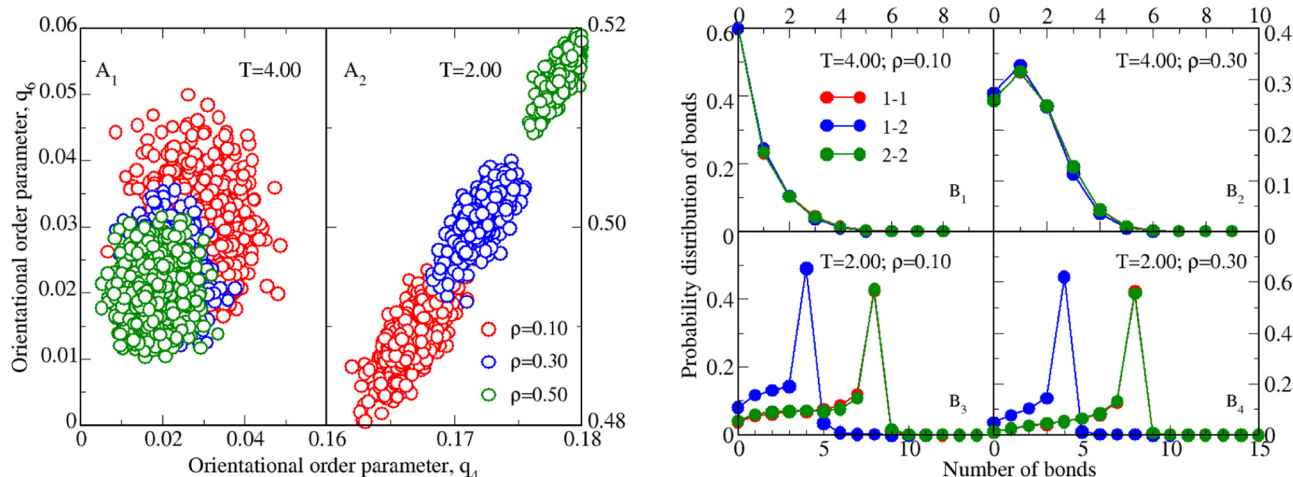 0.06
0.05
0.04
0.03
0.02
0.01
0
Orientational order parameter, q6
A1
T=4.00
A2
T=2.00
0.52
0.50
0.48
ρ=0.10
ρ=0.30
ρ=0.50
0 0.02 0.04 0.16 0.17 0.18
Orientational order parameter, q4
0 2 4 6 8 0 2 4 6 8 10
0.6
0.4
0.2
0
0.4
0.2
0
Probability distribution of bonds
T=4.00; ρ=0.10
1-1
1-2
2-2
B1
T=4.00; ρ=0.30
B2
0.4
0.3
0.2
0.1
0
T=2.00; ρ=0.10
B3
T=2.00; ρ=0.30
B4
0.6
0.4
0.2
0
0 5 10 0 5 10 15
Number of bonds